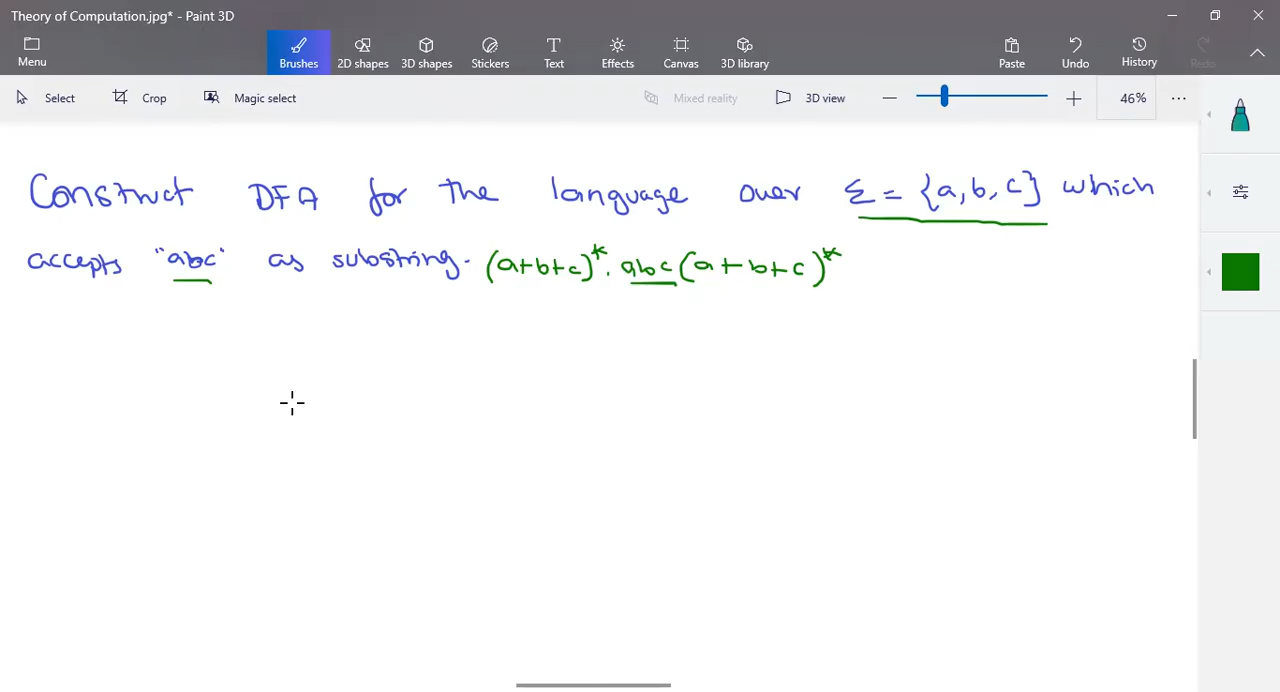 Theory of Computation.jpg* - Paint 3D
Menu
Brushes
2D shapes
3D shapes
Stickers
Text
Effects
Canvas
3D library
Paste
Undo
History
Redo
Select
Crop
Magic select
Mixed reality
3D view
46%
Construct DFA for the language over Σ = {a, b, c} which
accepts "abc" as substring. (a+b+c)*. abc (a+b+c)*